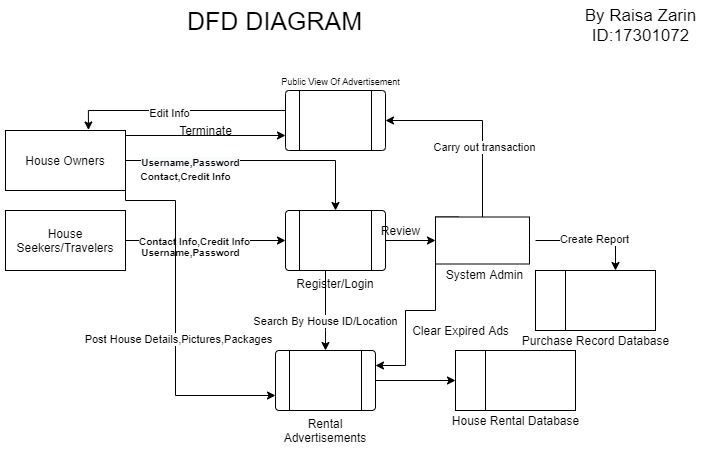 DFD DIAGRAM
By Raisa Zarin
ID:17301072
Public View Of Advertisement
Edit Info
Terminate
Carry out transaction
House Owners
Username,Password
Contact,Credit Info
House
Seekers/Travelers
Contact Info,Credit Info
Username,Password
Review
Create Report
System Admin
Register/Login
Search By House ID/Location
Clear Expired Ads
Post House Details,Pictures,Packages
Purchase Record Database
Rental
Advertisements
House Rental Database